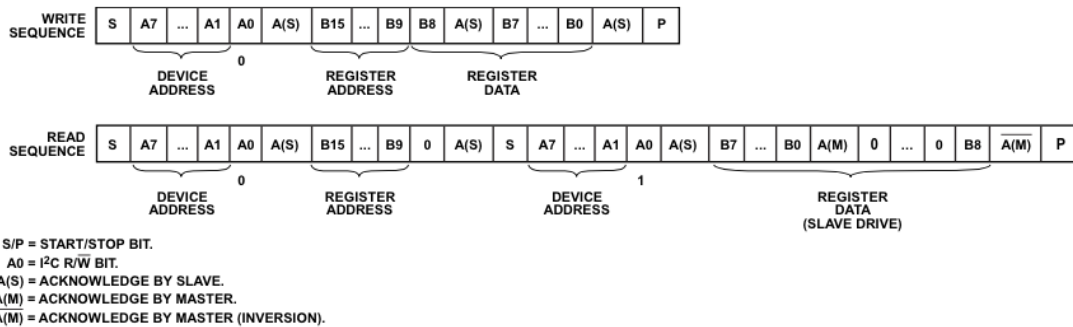 WRITE SEQUENCE S A7 ... A1 A0 A(S) B15 ... B9 B8 A(S) B7 ... B0 A(S) P
0
DEVICE ADDRESS REGISTER ADDRESS REGISTER DATA
READ SEQUENCE S A7 ... A1 A0 A(S) B15 ... B9 0 A(S) S A7 ... A1 A0 A(S) B7 ... B0 A(M) 0 ... 0 B8 A(M) P
0 1
DEVICE ADDRESS REGISTER ADDRESS DEVICE ADDRESS REGISTER DATA (SLAVE DRIVE)
S/P = START/STOP BIT.
A0 = I²C R/W̅ BIT.
A(S) = ACKNOWLEDGE BY SLAVE.
A(M) = ACKNOWLEDGE BY MASTER.
A(M) = ACKNOWLEDGE BY MASTER (INVERSION).